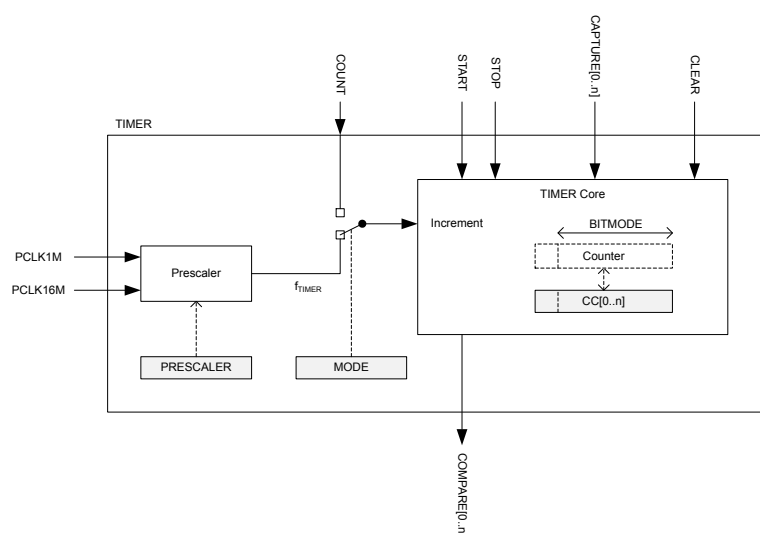 COUNT
START
STOP
CAPTURE[0..n]
CLEAR
TIMER
TIMER Core
Increment
BITMODE
Counter
CC[0..n]
PCLK1M
PCLK16M
Prescaler
fTIMER
PRESCALER
MODE
COMPARE[0..n